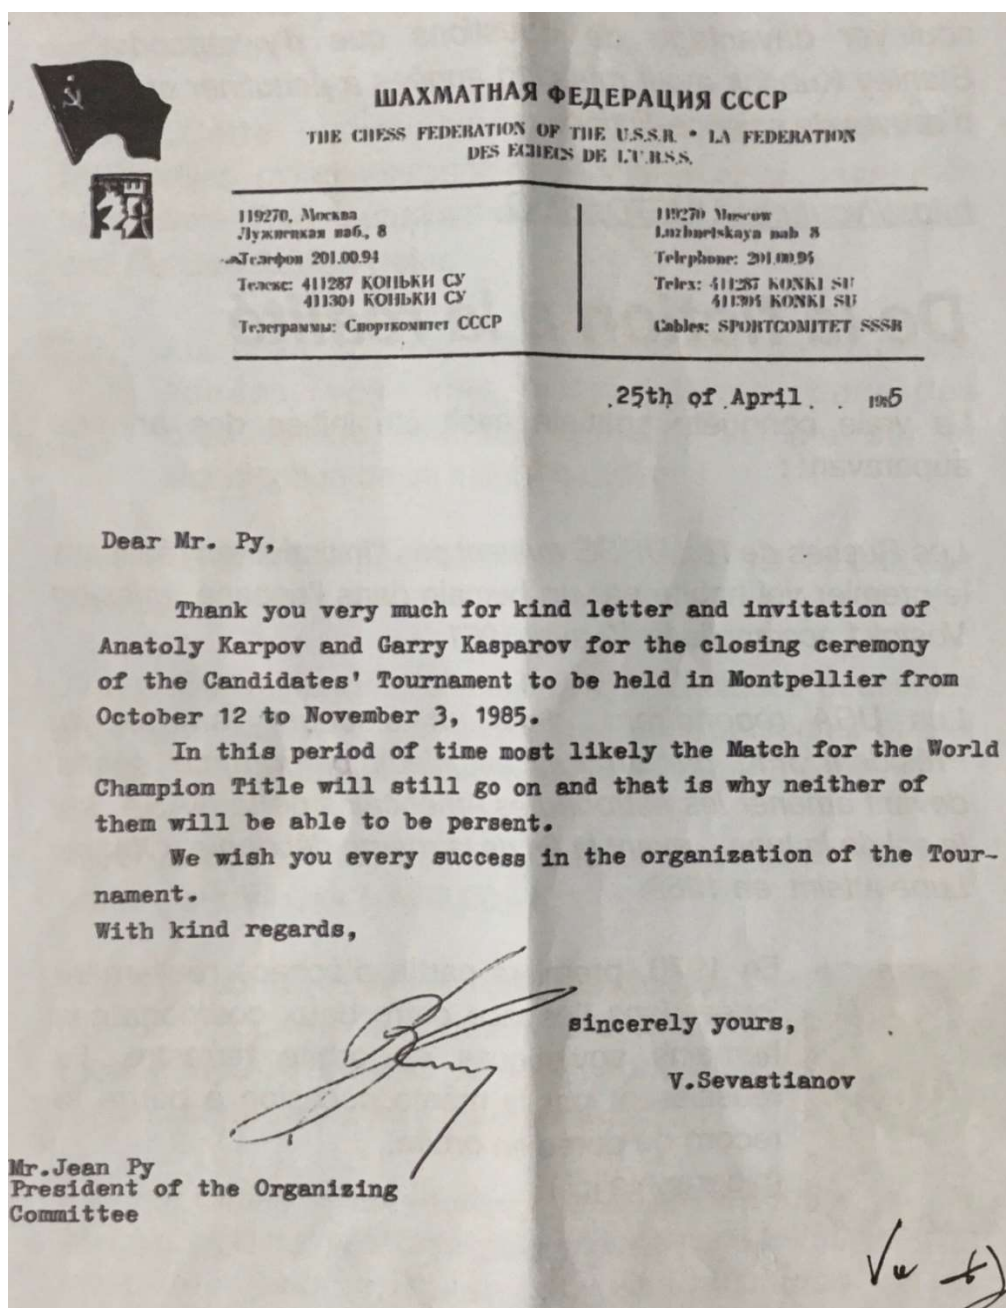 ШАХМАТНАЯ ФЕДЕРАЦИЯ СССР
THE CHESS FEDERATION OF THE U.S.S.R. • LA FEDERATION
DES ECHECS DE L'U.R.S.S.
119270, Москва
Лужнецкая наб., 8
Телефон 201.00.94
Телекс: 411287 КОНЬКИ СУ
411304 КОНЬКИ СУ
Телеграммы: Спорткомитет СССР
119270 Moscow
Luzhnetskaya nab 8
Telephone: 201.00.94
Telex: 411287 KONKI SU
411304 KONKI SU
Cables: SPORTCOMITET SSSR
25th of April 1985
Dear Mr. Py,
Thank you very much for kind letter and invitation of
Anatoly Karpov and Garry Kasparov for the closing ceremony
of the Candidates' Tournament to be held in Montpellier from
October 12 to November 3, 1985.
In this period of time most likely the Match for the World
Champion Title will still go on and that is why neither of
them will be able to be persent.
We wish you every success in the organization of the Tour-
nament.
With kind regards,
sincerely yours,
V.Sevastianov
Mr.Jean Py
President of the Organizing
Committee
Vu